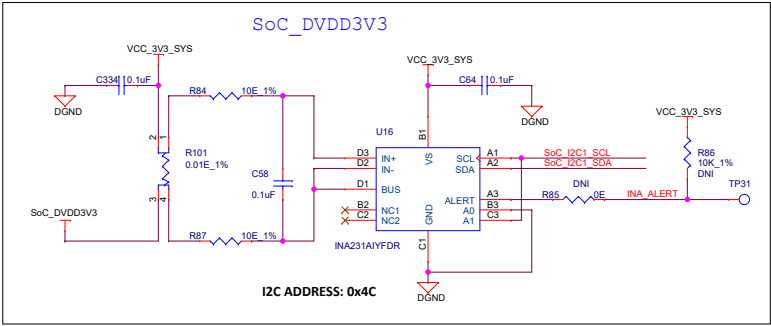 SoC_DVDD3V3
VCC_3V3_SYS
C334 0.1uF
DGND
R84 10E_1%
2 1
R101
0.01E_1%
3 4
SoC_DVDD3V3
C58
0.1uF
R87 10E_1%
VCC_3V3_SYS
C64 0.1uF
DGND
U16
B1
VS
D3 IN+
D2 IN-
D1 BUS
B2 NC1
C2 NC2
SCL A1 SoC_I2C1_SCL
SDA A2 SoC_I2C1_SDA
ALERT A3
A0 B3
A1 C3
GND
C1
INA231AIYFDR
DGND
VCC_3V3_SYS
R86
10K_1%
DNI
TP31
R85 DNI 0E INA_ALERT
I2C ADDRESS: 0x4C